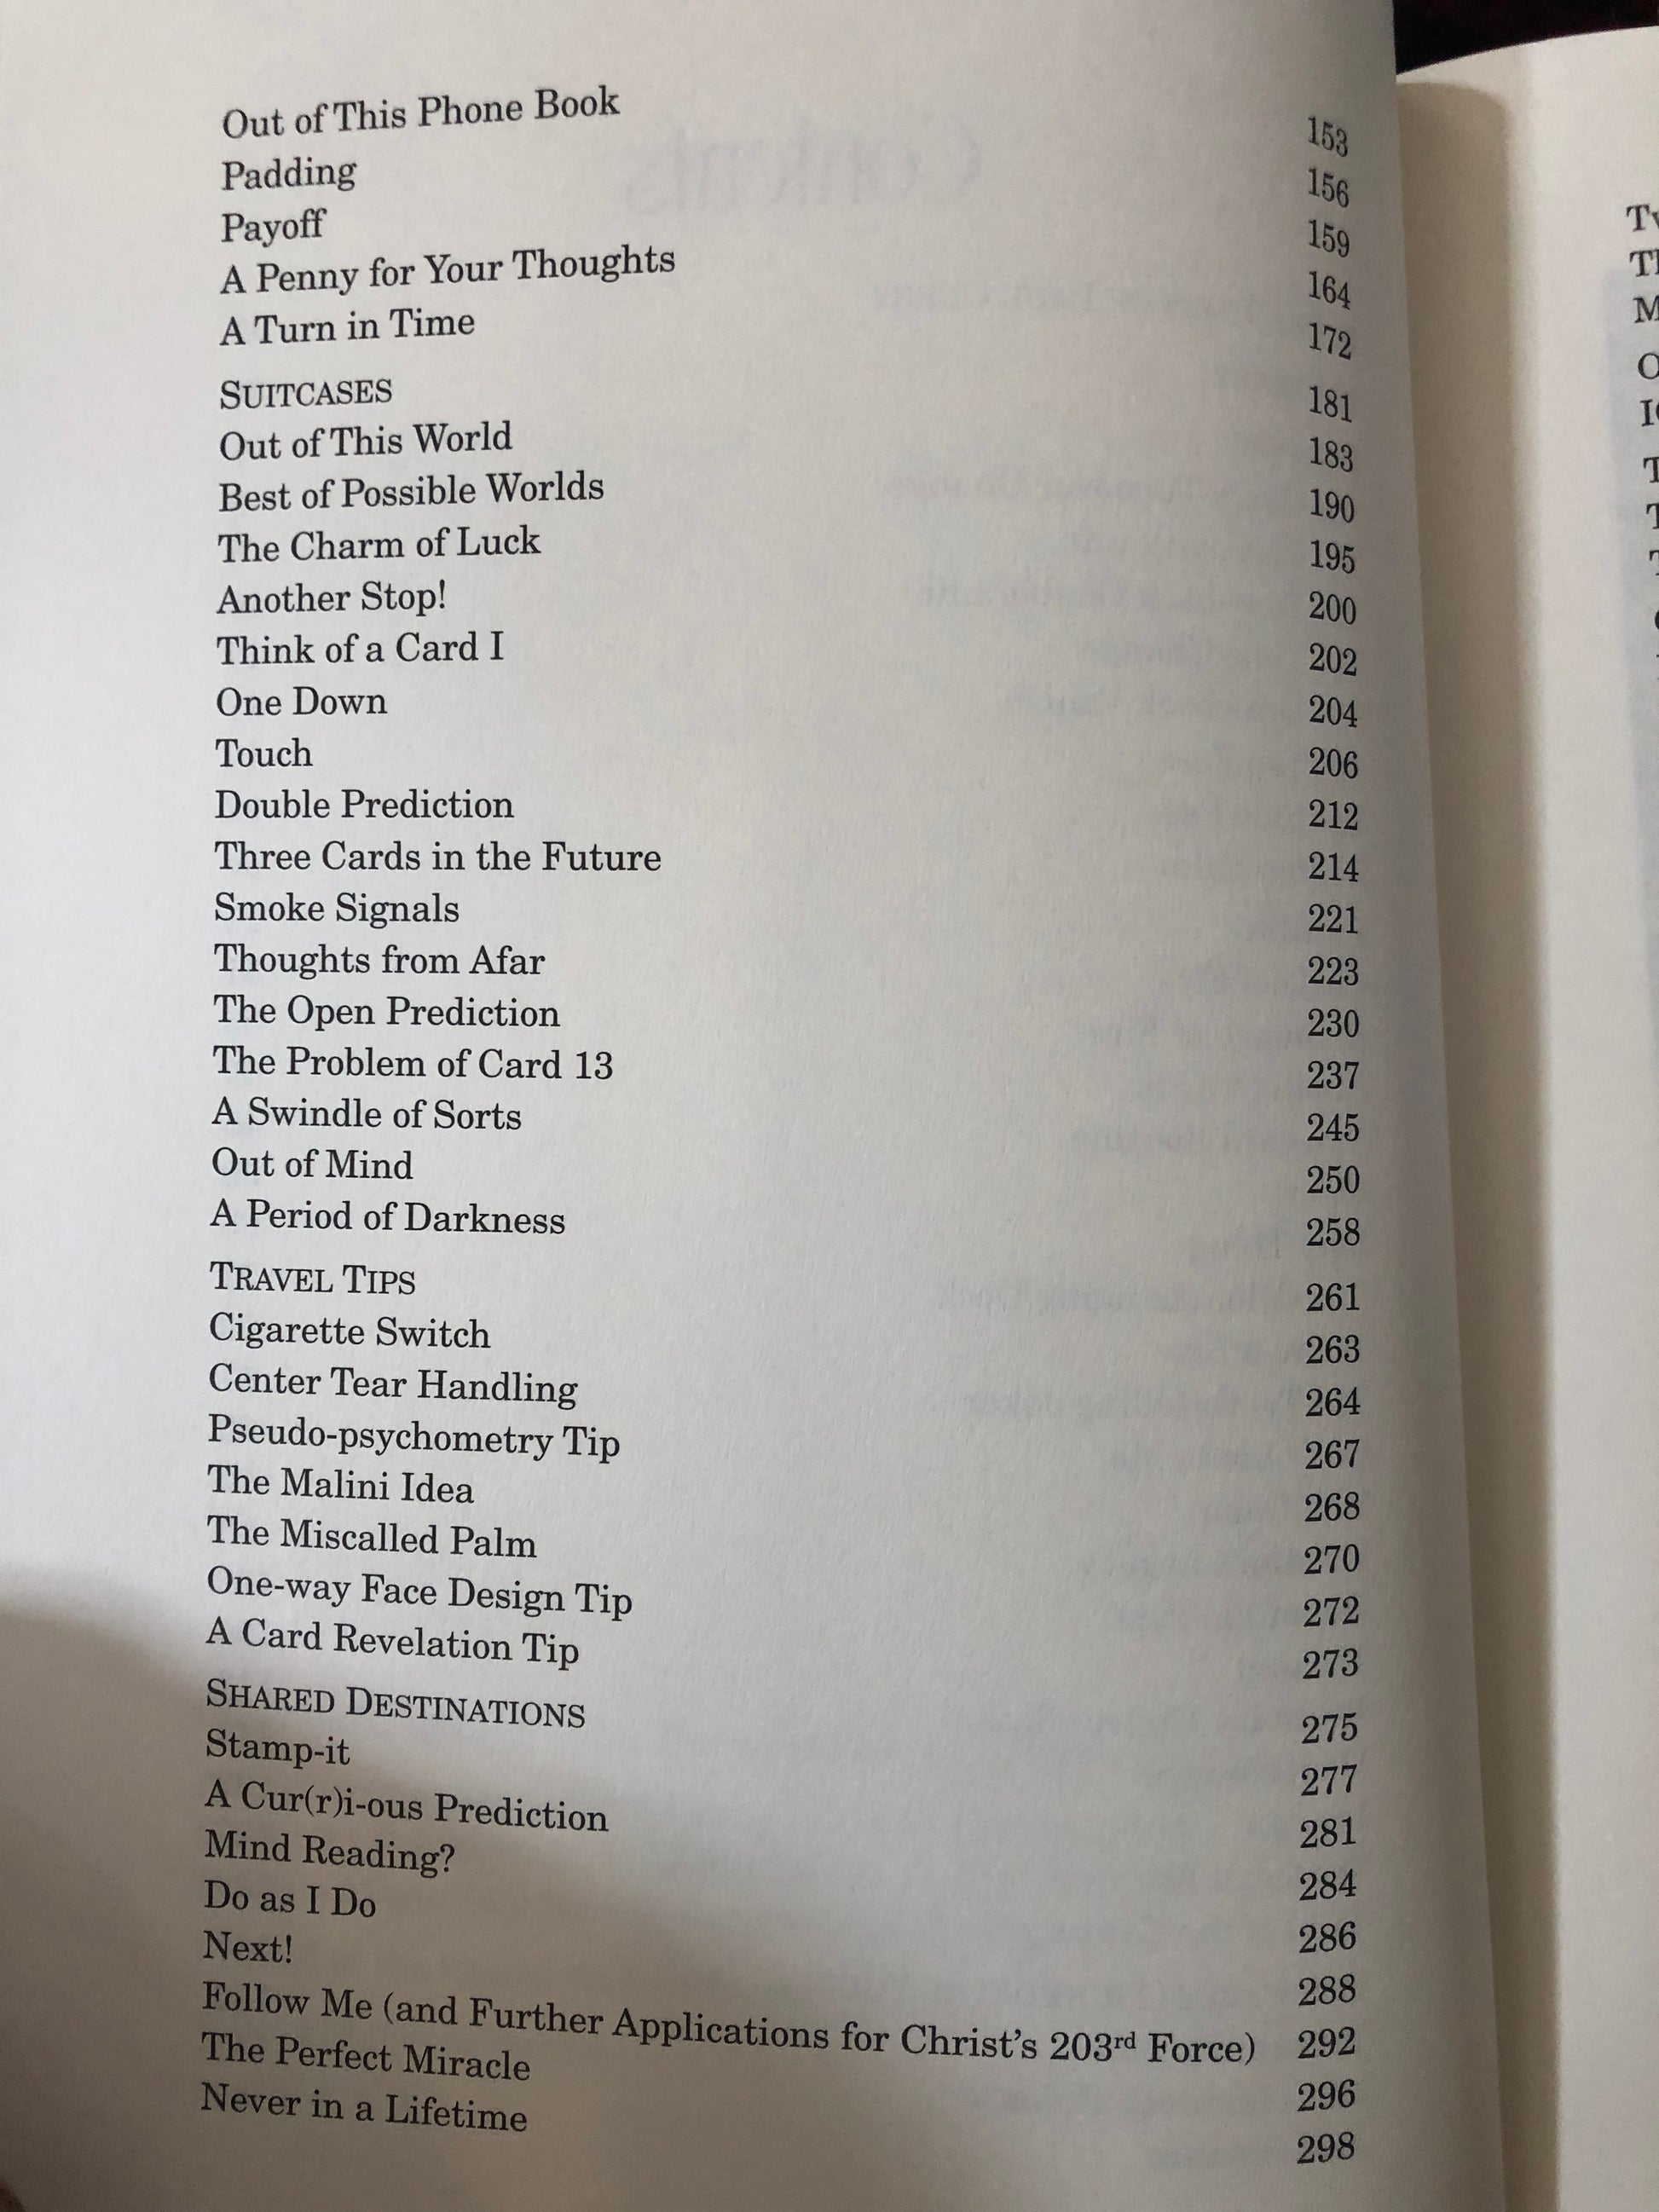 Out of This Phone Book 153
Padding 156
Payoff 159
A Penny for Your Thoughts 164
A Turn in Time 172
SUITCASES 181
Out of This World 183
Best of Possible Worlds 190
The Charm of Luck 195
Another Stop! 200
Think of a Card I 202
One Down 204
Touch 206
Double Prediction 212
Three Cards in the Future 214
Smoke Signals 221
Thoughts from Afar 223
The Open Prediction 230
The Problem of Card 13 237
A Swindle of Sorts 245
Out of Mind 250
A Period of Darkness 258
TRAVEL TIPS 261
Cigarette Switch 263
Center Tear Handling 264
Pseudo-psychometry Tip 267
The Malini Idea 268
The Miscalled Palm 270
One-way Face Design Tip 272
A Card Revelation Tip 273
SHARED DESTINATIONS 275
Stamp-it 277
A Cur(r)i-ous Prediction 281
Mind Reading? 284
Do as I Do 286
Next! 288
Follow Me (and Further Applications for Christ's 203rd Force) 292
The Perfect Miracle 296
Never in a Lifetime 298